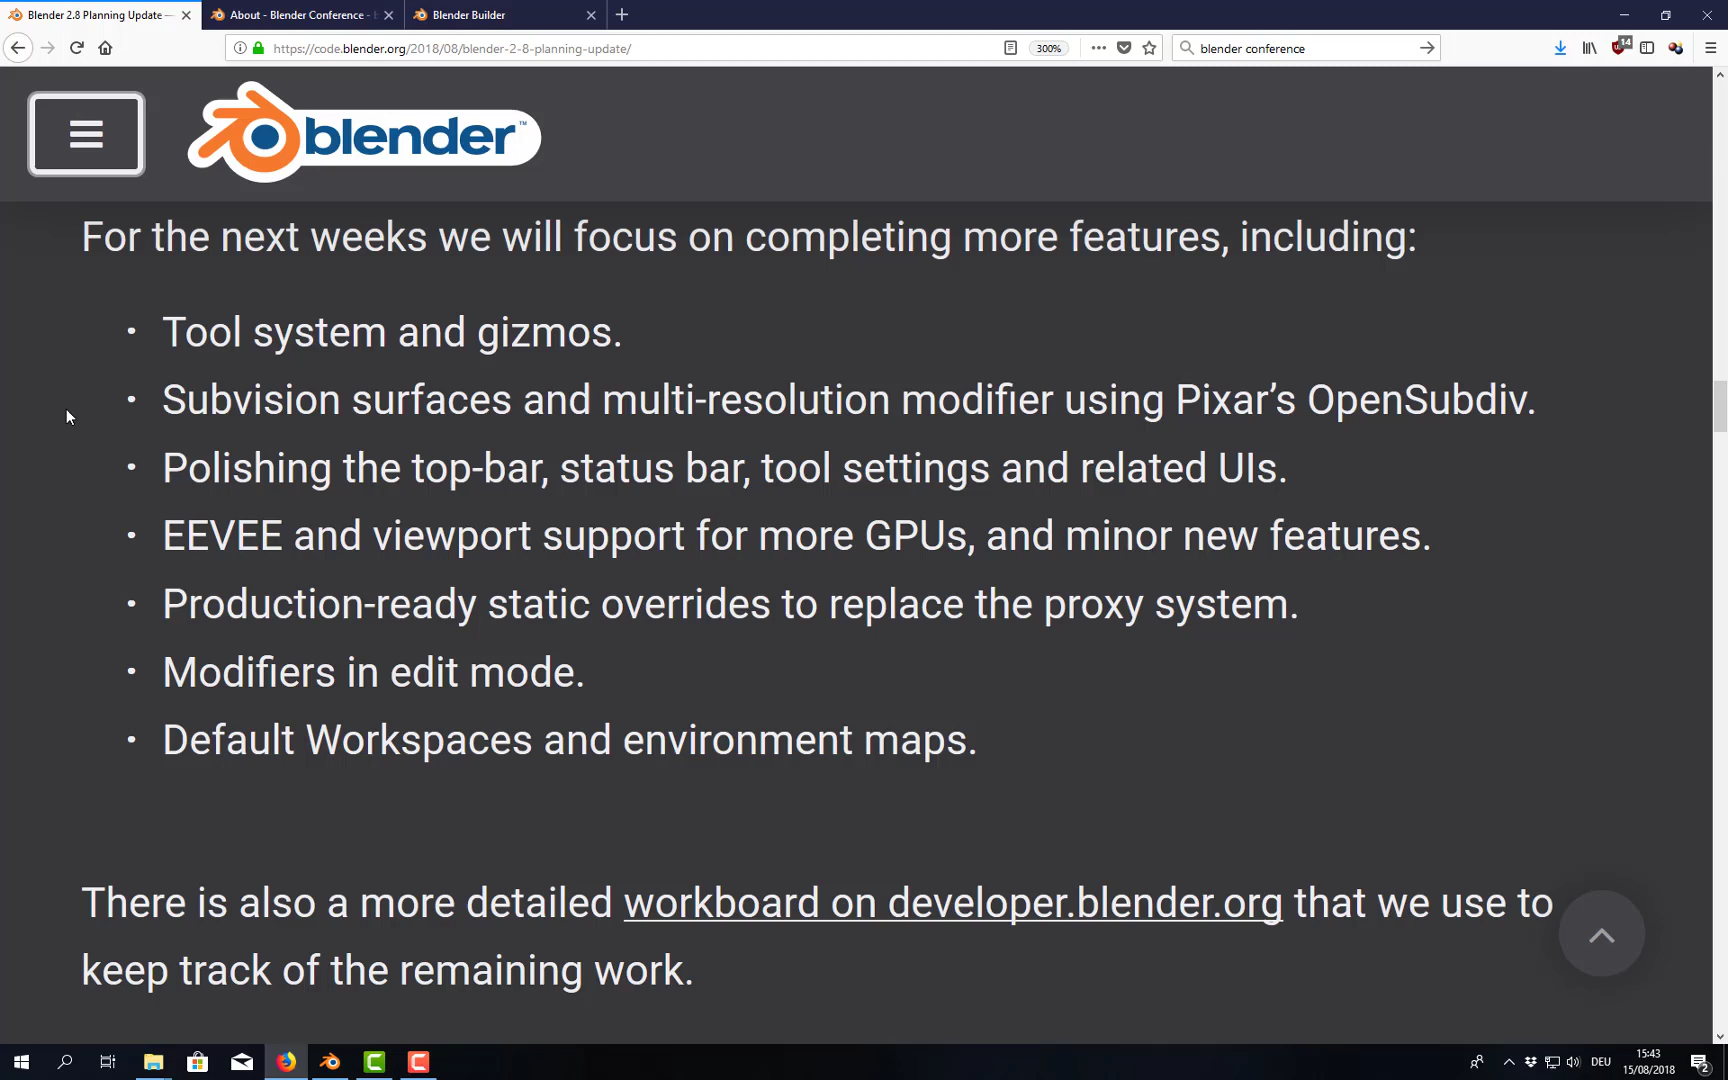 Blender 2.8 Planning Update —
About - Blender Conference -
Blender Builder
https://code.blender.org/2018/08/blender-2-8-planning-update/
300%
blender conference
14
blender™
For the next weeks we will focus on completing more features, including:
• Tool system and gizmos.
• Subvision surfaces and multi-resolution modifier using Pixar’s OpenSubdiv.
• Polishing the top-bar, status bar, tool settings and related UIs.
• EEVEE and viewport support for more GPUs, and minor new features.
• Production-ready static overrides to replace the proxy system.
• Modifiers in edit mode.
• Default Workspaces and environment maps.
There is also a more detailed workboard on developer.blender.org that we use to
keep track of the remaining work.
DEU
15:43
15/08/2018
2